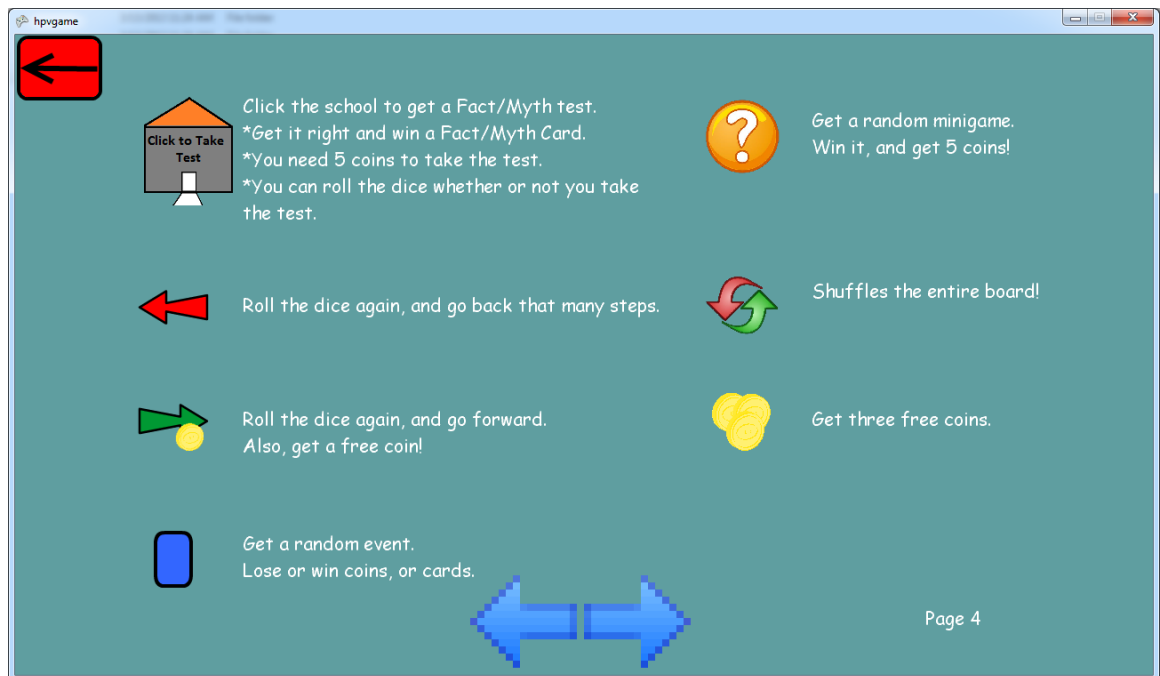 hpvgame
Click to Take
Test
Click the school to get a Fact/Myth test.
*Get it right and win a Fact/Myth Card.
*You need 5 coins to take the test.
*You can roll the dice whether or not you take
the test.
Get a random minigame.
Win it, and get 5 coins!
Roll the dice again, and go back that many steps.
Shuffles the entire board!
Roll the dice again, and go forward.
Also, get a free coin!
Get three free coins.
Get a random event.
Lose or win coins, or cards.
Page 4